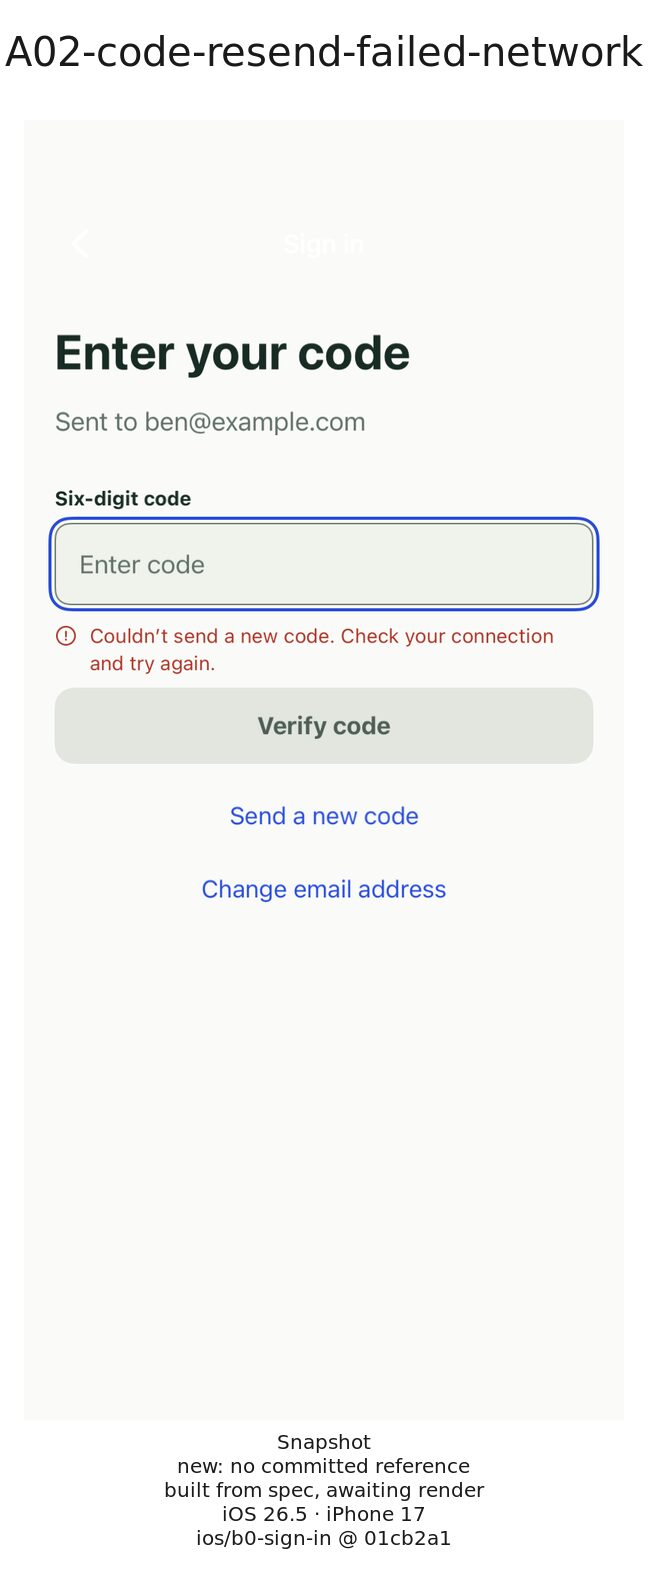 A02-code-resend-failed-network
Sign in
Enter your code
Sent to ben@example.com
Six-digit code
Enter code
Couldn’t send a new code. Check your connection
and try again.
Verify code
Send a new code
Change email address
Snapshot
new: no committed reference
built from spec, awaiting render
iOS 26.5 · iPhone 17
ios/b0-sign-in @ 01cb2a1